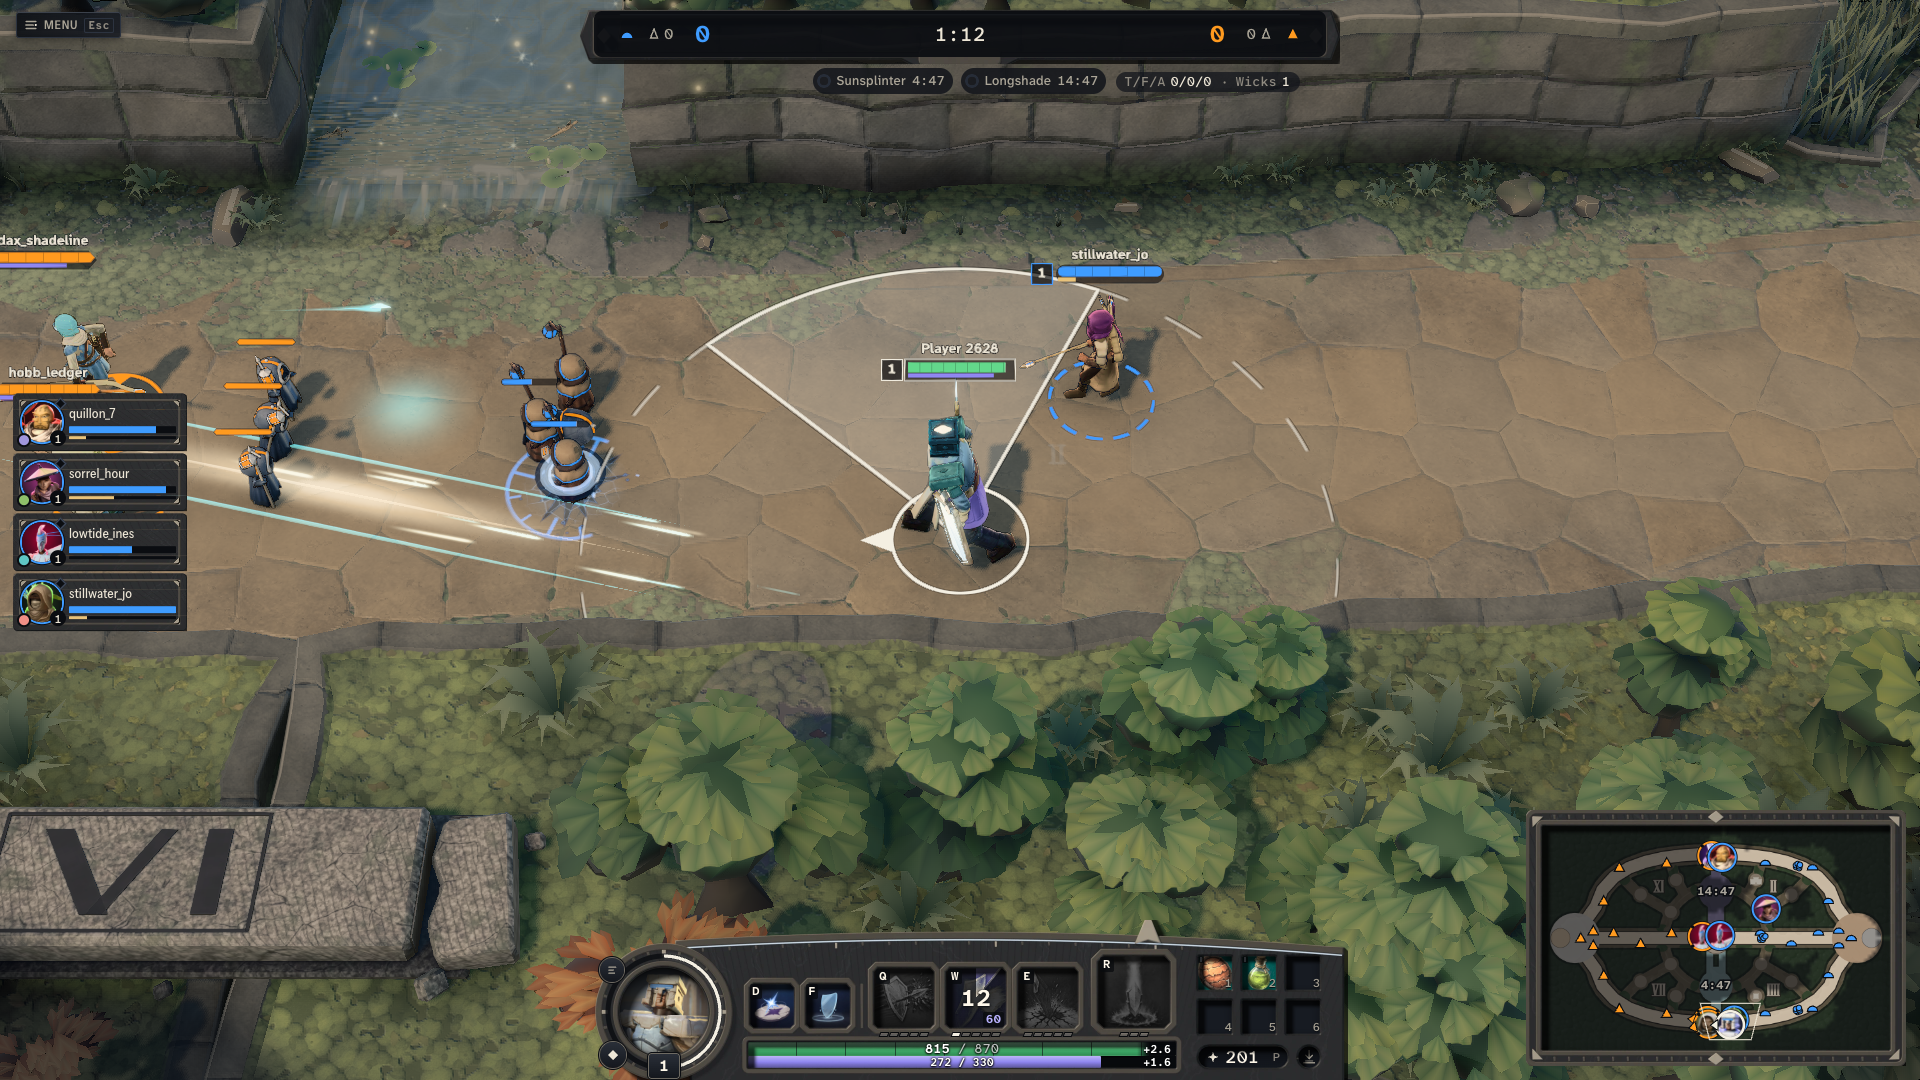 MENU Esc
Δ 0 0 1:12 0 0 Δ
Sunsplinter 4:47
Longshade 14:47
T/F/A 0/0/0 · Wicks 1
dax_shadeline
stillwater_jo
1
Player 2628
1
hobb_ledger
quillon_7
1
sorrel_hour
1
lowtide_ines
1
stillwater_jo
1
VI
XI
II
14:47
4:47
VII
IIII
D
F
Q
W
12
60
E
R
1
2
3
4
5
6
815 / 870 +2.6
272 / 330 +1.6
201 P
1